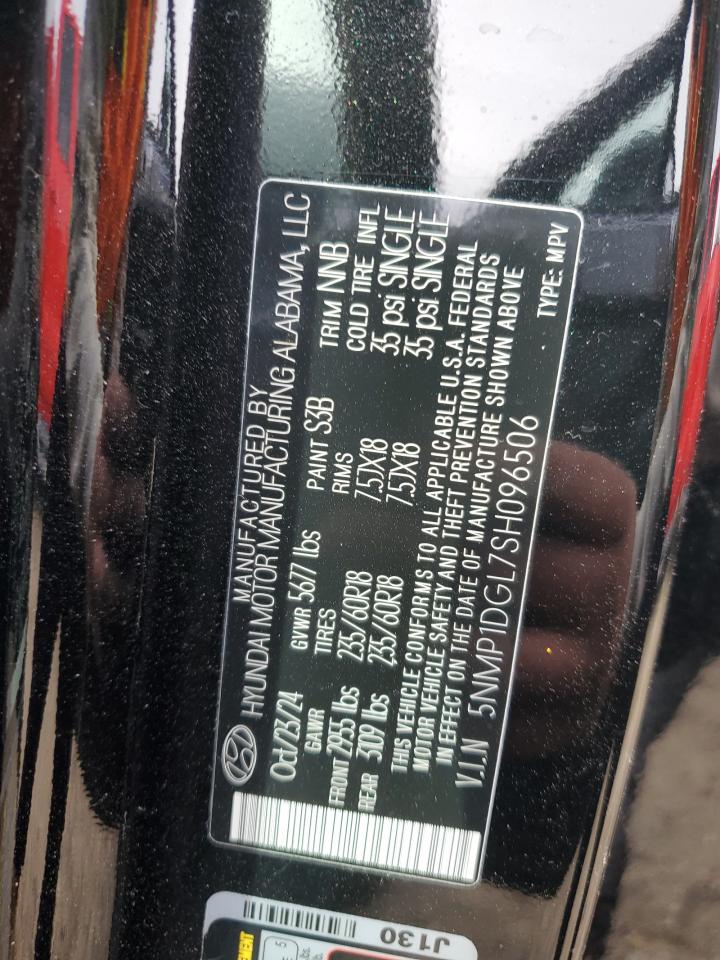 MANUFACTURED BY
HYUNDAI MOTOR MANUFACTURING ALABAMA, LLC
Oct/23/24 GVWR 5677 lbs PAINT S3B TRIM NNB
GAWR TIRES RIMS COLD TIRE INFL
FRONT 2955 lbs 235/60R18 7.5JX18 35 psi SINGLE
REAR 3109 lbs 235/60R18 7.5JX18 35 psi SINGLE
THIS VEHICLE CONFORMS TO ALL APPLICABLE U.S.A. FEDERAL
MOTOR VEHICLE SAFETY AND THEFT PREVENTION STANDARDS
IN EFFECT ON THE DATE OF MANUFACTURE SHOWN ABOVE
V.I.N 5NMP1DGL7SH096506 TYPE: MPV
J130